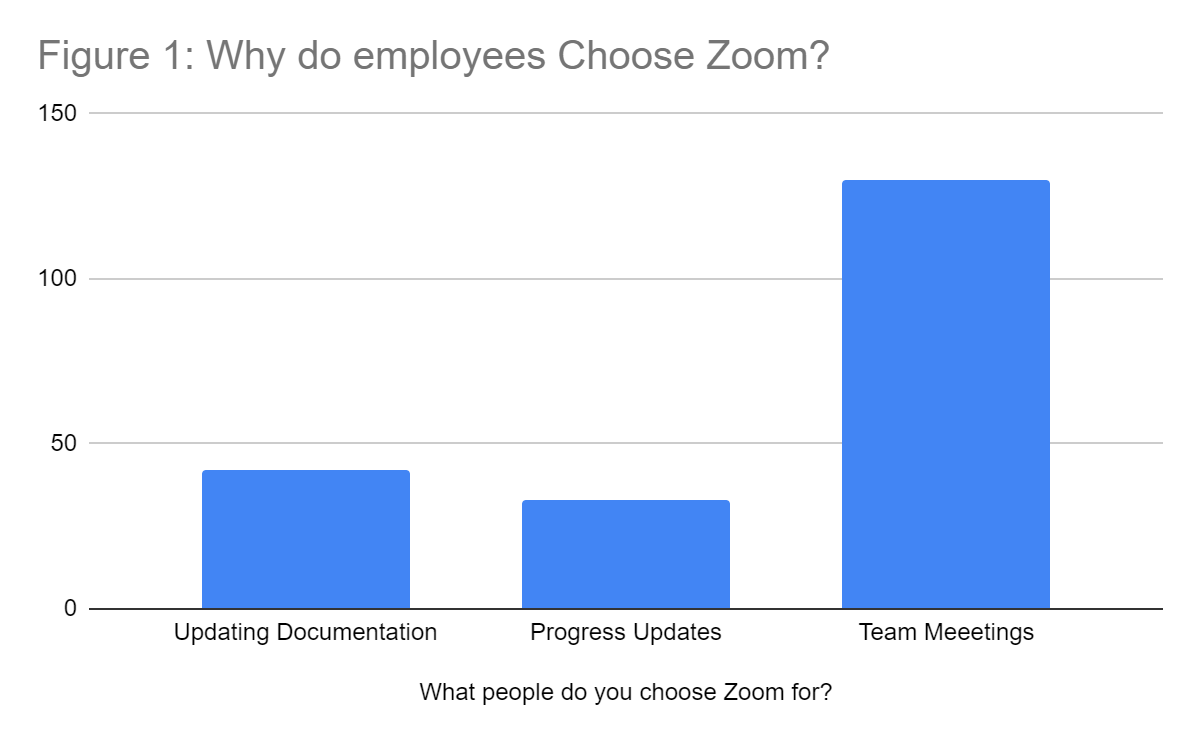 Figure 1: Why do employees Choose Zoom?
150
100
50
0
Updating Documentation
Progress Updates
Team Meeetings
What people do you choose Zoom for?